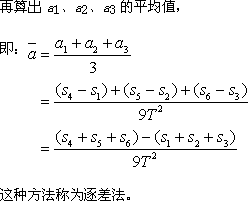 再算出 a₁、a₂、a₃ 的平均值,
即: a̅ = (a₁ + a₂ + a₃) / 3
= ((s₄ − s₁) + (s₅ − s₂) + (s₆ − s₃)) / 9T²
= ((s₄ + s₅ + s₆) − (s₁ + s₂ + s₃)) / 9T²
这种方法称为逐差法。